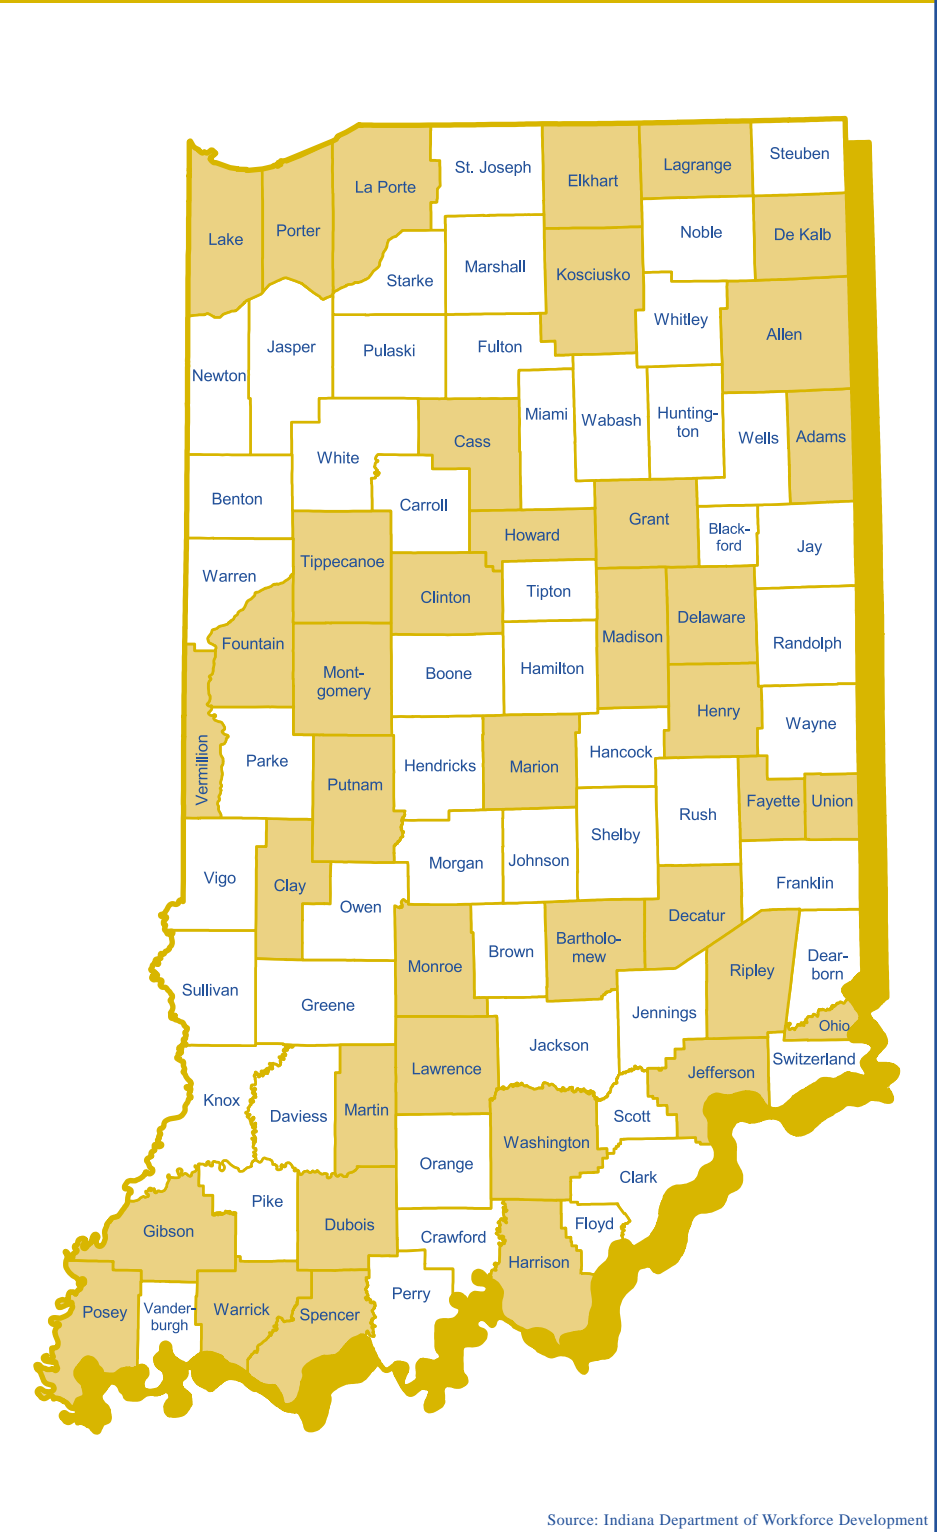 Steuben
St. Joseph
Lagrange
Elkhart
La Porte
Porter
Noble
De Kalb
Lake
Marshall
Kosciusko
Starke
Whitley
Allen
Jasper
Pulaski
Fulton
Newton
Miami
Wabash
Hunting-
ton
Wells
Adams
Cass
White
Benton
Carroll
Grant
Howard
Black-
ford
Jay
Tippecanoe
Warren
Tipton
Clinton
Delaware
Madison
Randolph
Fountain
Mont-
gomery
Boone
Hamilton
Henry
Wayne
Hancock
Vermillion
Parke
Hendricks
Marion
Putnam
Fayette
Union
Rush
Shelby
Morgan
Johnson
Vigo
Clay
Franklin
Owen
Decatur
Bartholo-
mew
Brown
Monroe
Ripley
Dear-
born
Sullivan
Greene
Jennings
Ohio
Jackson
Switzerland
Lawrence
Jefferson
Knox
Martin
Daviess
Scott
Washington
Orange
Clark
Pike
Dubois
Floyd
Gibson
Crawford
Harrison
Perry
Posey
Vander-
burgh
Warrick
Spencer
Source: Indiana Department of Workforce Development